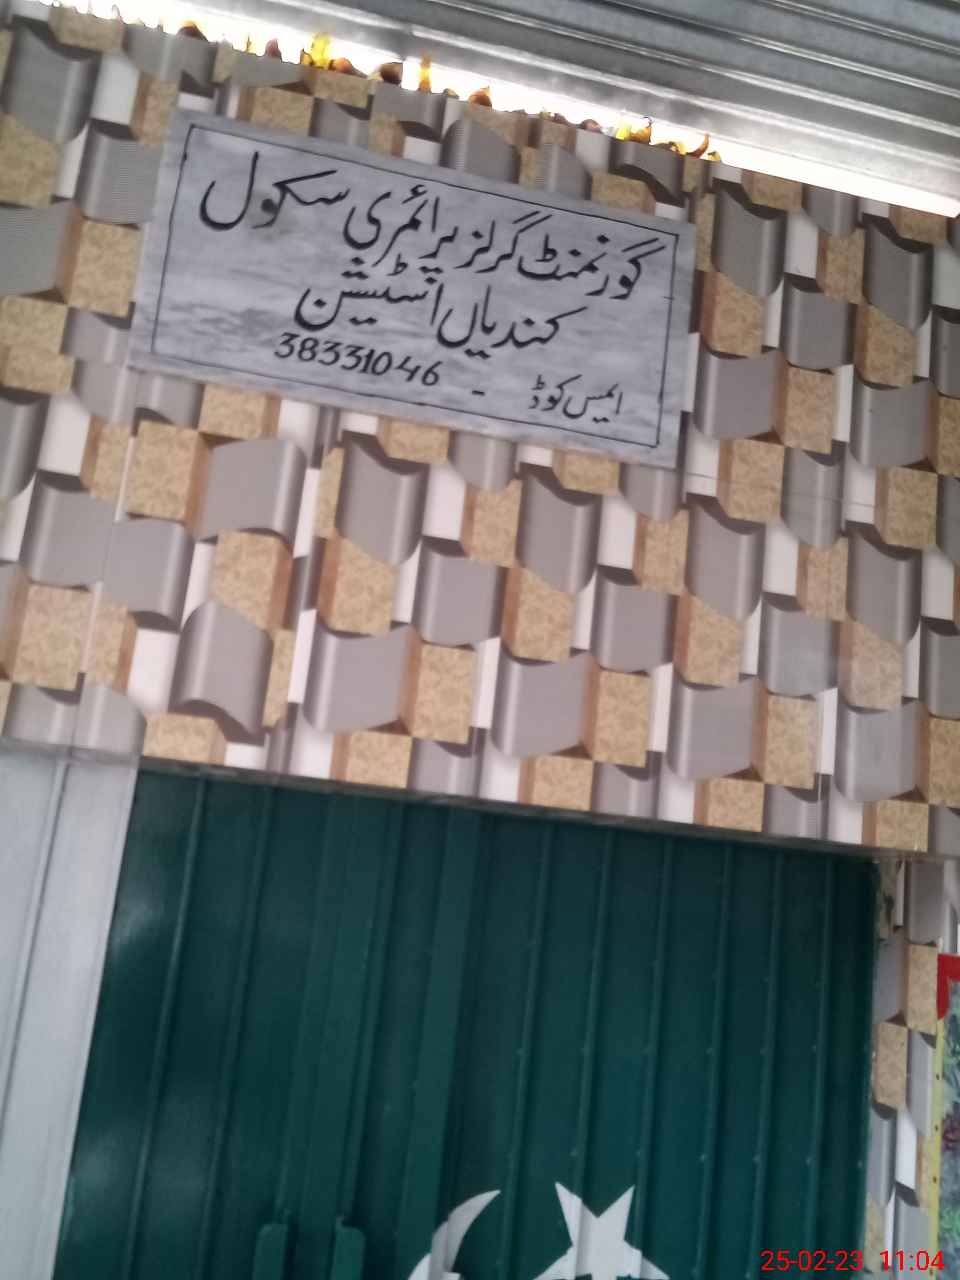 گورنمنٹ گرلز پرائمری سکول
کندیاں اسٹیشن
ایمس کوڈ - 38331046
25-02-23 11:04